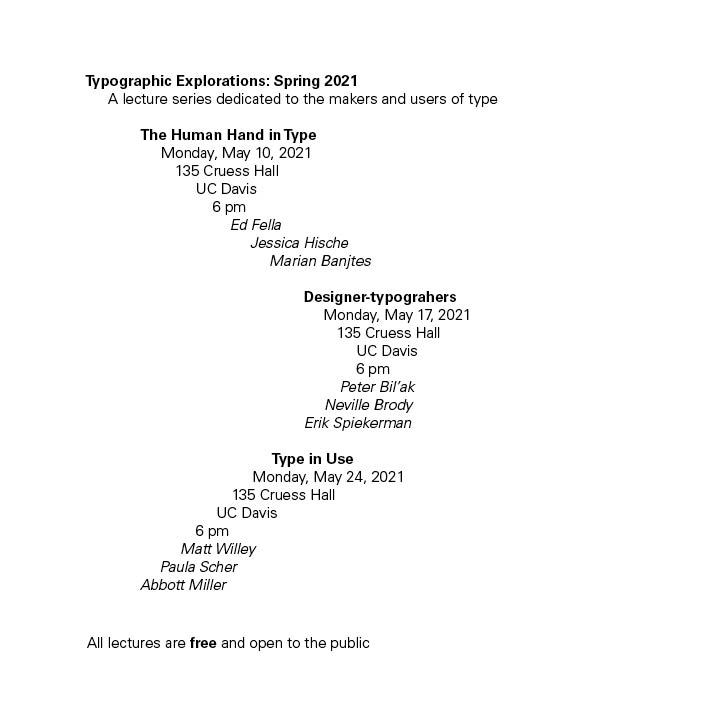 Typographic Explorations: Spring 2021
A lecture series dedicated to the makers and users of type
The Human Hand in Type
Monday, May 10, 2021
135 Cruess Hall
UC Davis
6 pm
Ed Fella
Jessica Hische
Marian Banjtes
Designer-typograhers
Monday, May 17, 2021
135 Cruess Hall
UC Davis
6 pm
Peter Bil’ak
Neville Brody
Erik Spiekerman
Type in Use
Monday, May 24, 2021
135 Cruess Hall
UC Davis
6 pm
Matt Willey
Paula Scher
Abbott Miller
All lectures are free and open to the public